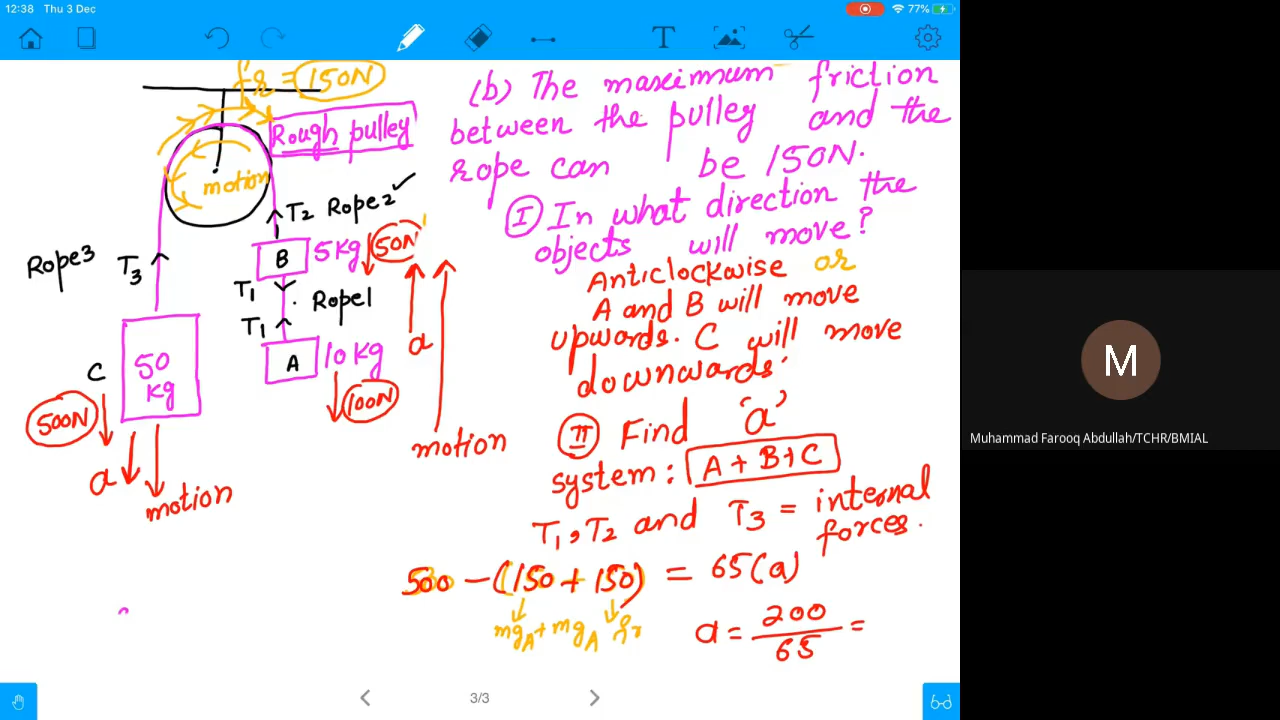 12:38 Thu 3 Dec
77%
T
fr = 150N
Rough pulley
motion
T2 Rope2
B 5kg 50N
Rope3 T3
T1 Rope1
T1
A 10kg
100N
a
C 50 kg
500N
a
motion
motion
(b) The maximum friction
between the pulley and the
rope can be 150N.
I In what direction the
objects will move?
Anticlockwise or
A and B will move
upwards. C will move
downwards.
II Find 'a'
system: A+B+C
T1, T2 and T3 = internal
forces.
500 - (150 + 150) = 65(a)
mgA + mgA fr
a = 200/65 =
3/3
M
Muhammad Farooq Abdullah/TCHR/BMIAL